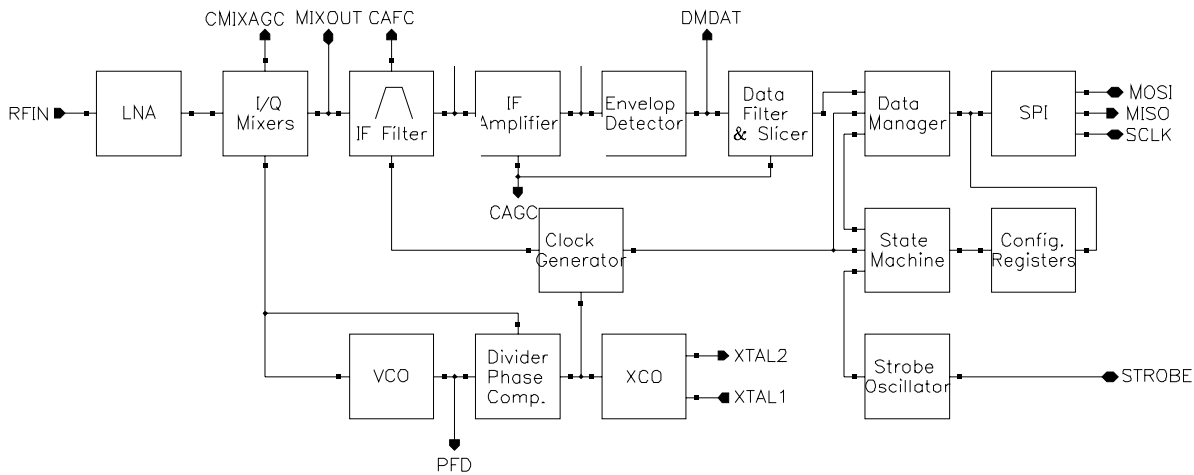 CMIXAGC
MIXOUT
CAFC
DMDAT
RFIN
LNA
I/Q
Mixers
IF Filter
IF
Amplifier
Envelop
Detector
Data
Filter
& Slicer
Data
Manager
SPI
MOSI
MISO
SCLK
CAGC
Clock
Generator
State
Machine
Config.
Registers
VCO
Divider
Phase
Comp.
XCO
XTAL2
XTAL1
Strobe
Oscillator
STROBE
PFD